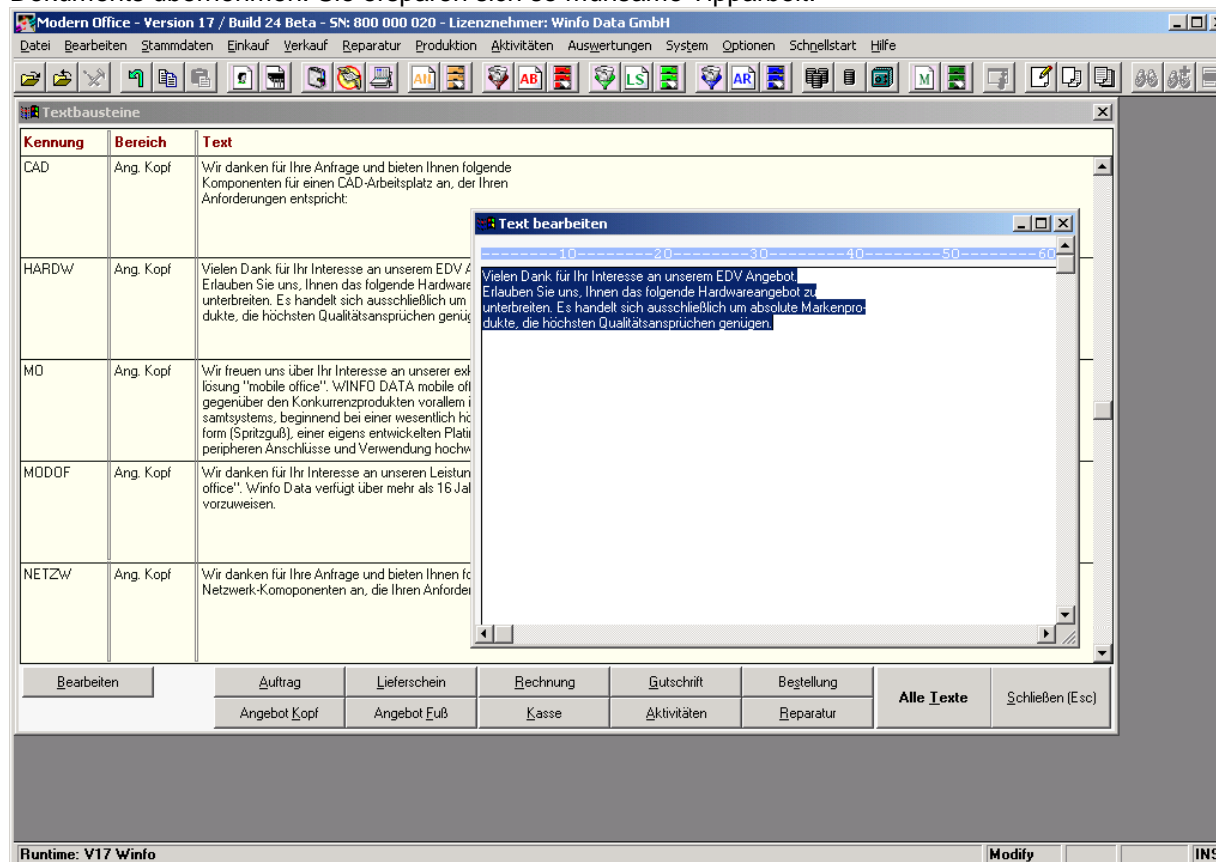 Dokumente übernehmen. Sie ersparen sich so mühsame Tipparbeit.
Modern Office - Version 17 / Build 24 Beta - SN: 800 000 020 - Lizenznehmer: Winfo Data GmbH
Datei Bearbeiten Stammdaten Einkauf Verkauf Reparatur Produktion Aktivitäten Auswertungen System Optionen Schnellstart Hilfe
AN AB LS AR M
Textbausteine
Kennung Bereich Text
CAD Ang. Kopf Wir danken für Ihre Anfrage und bieten Ihnen folgende
Komponenten für einen CAD-Arbeitsplatz an, der Ihren
Anforderungen entspricht:
HARDW Ang. Kopf Vielen Dank für Ihr Interesse an unserem EDV A
Erlauben Sie uns, Ihnen das folgende Hardware
unterbreiten. Es handelt sich ausschließlich um
dukte, die höchsten Qualitätsansprüchen genüg
MO Ang. Kopf Wir freuen uns über Ihr Interesse an unserer exk
lösung "mobile office". WINFO DATA mobile off
gegenüber den Konkurrenzprodukten vorallem i
samtsystems, beginnend bei einer wesentlich hö
form (Spritzguß), einer eigens entwickelten Platin
peripheren Anschlüsse und Verwendung hochw
MODOF Ang. Kopf Wir danken für Ihr Interesse an unseren Leistun
office". Winfo Data verfügt über mehr als 16 Jah
vorzuweisen.
NETZW Ang. Kopf Wir danken für Ihre Anfrage und bieten Ihnen fo
Netzwerk-Komoponenten an, die Ihren Anforder
Text bearbeiten
--------10--------20--------30--------40--------50--------60
Vielen Dank für Ihr Interesse an unserem EDV Angebot.
Erlauben Sie uns, Ihnen das folgende Hardwareangebot zu
unterbreiten. Es handelt sich ausschließlich um absolute Markenpro-
dukte, die höchsten Qualitätsansprüchen genügen.
Bearbeiten Auftrag Lieferschein Rechnung Gutschrift Bestellung Alle Texte Schließen (Esc)
Angebot Kopf Angebot Fuß Kasse Aktivitäten Reparatur
Runtime: V17 Winfo Modify INS